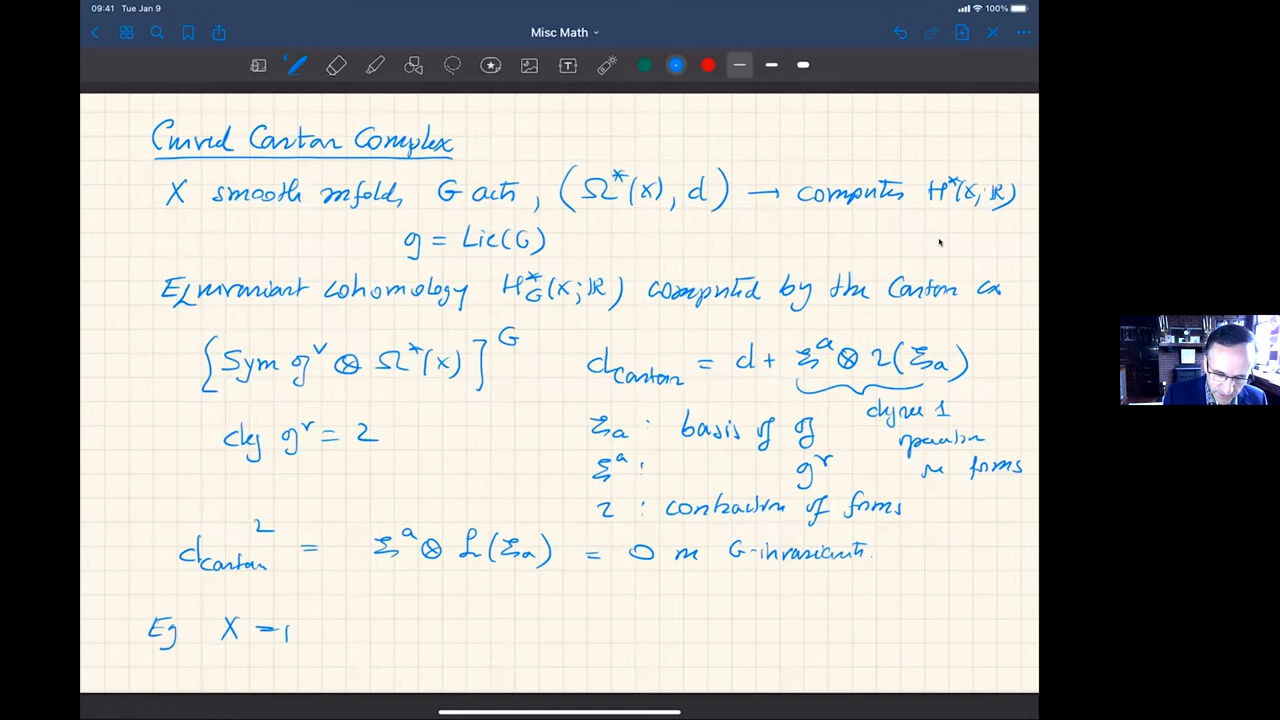 09:41 Tue Jan 9
100%
Misc Math
Curved Cartan Complex
X smooth mfold, G acts, (Ω*(X), d) → computes H*(X; ℝ)
g = Lie(G)
Equivariant cohomology H*_G(X; ℝ) computed by the Cartan cx
[Sym g^∨ ⊗ Ω*(X)]^G d_Cartan = d + ξ^a ⊗ ι(ξ_a)
degree 1
operation
on forms
deg g^∨ = 2
ξ_a : basis of g
ξ^a : g^∨
ι : contraction of forms
d_Cartan^2 = ξ^a ⊗ L(ξ_a) = 0 on G-invariants.
Eg X =